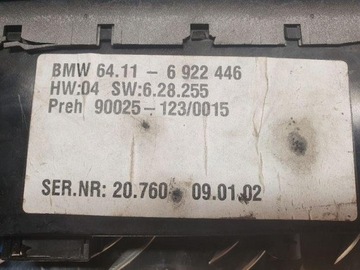 BMW 64.11 - 6 922 446
HW:04 SW:6.28.255
Preh 90025-123/0015
SER.NR: 20.760 09.01.02